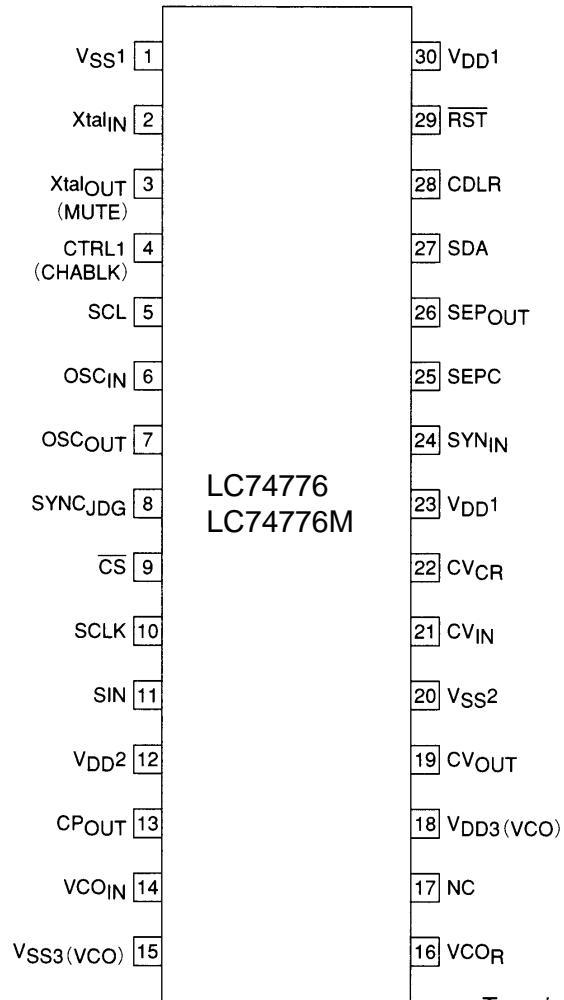 VSS1 1
XtalIN 2
XtalOUT 3
(MUTE)
CTRL1 4
(CHABLK)
SCL 5
OSCIN 6
OSCOUT 7
SYNCJDG 8
CS 9
SCLK 10
SIN 11
VDD2 12
CPOUT 13
VCOIN 14
VSS3(VCO) 15
LC74776
LC74776M
30 VDD1
29 RST
28 CDLR
27 SDA
26 SEPOUT
25 SEPC
24 SYNIN
23 VDD1
22 CVCR
21 CVIN
20 VSS2
19 CVOUT
18 VDD3(VCO)
17 NC
16 VCOR